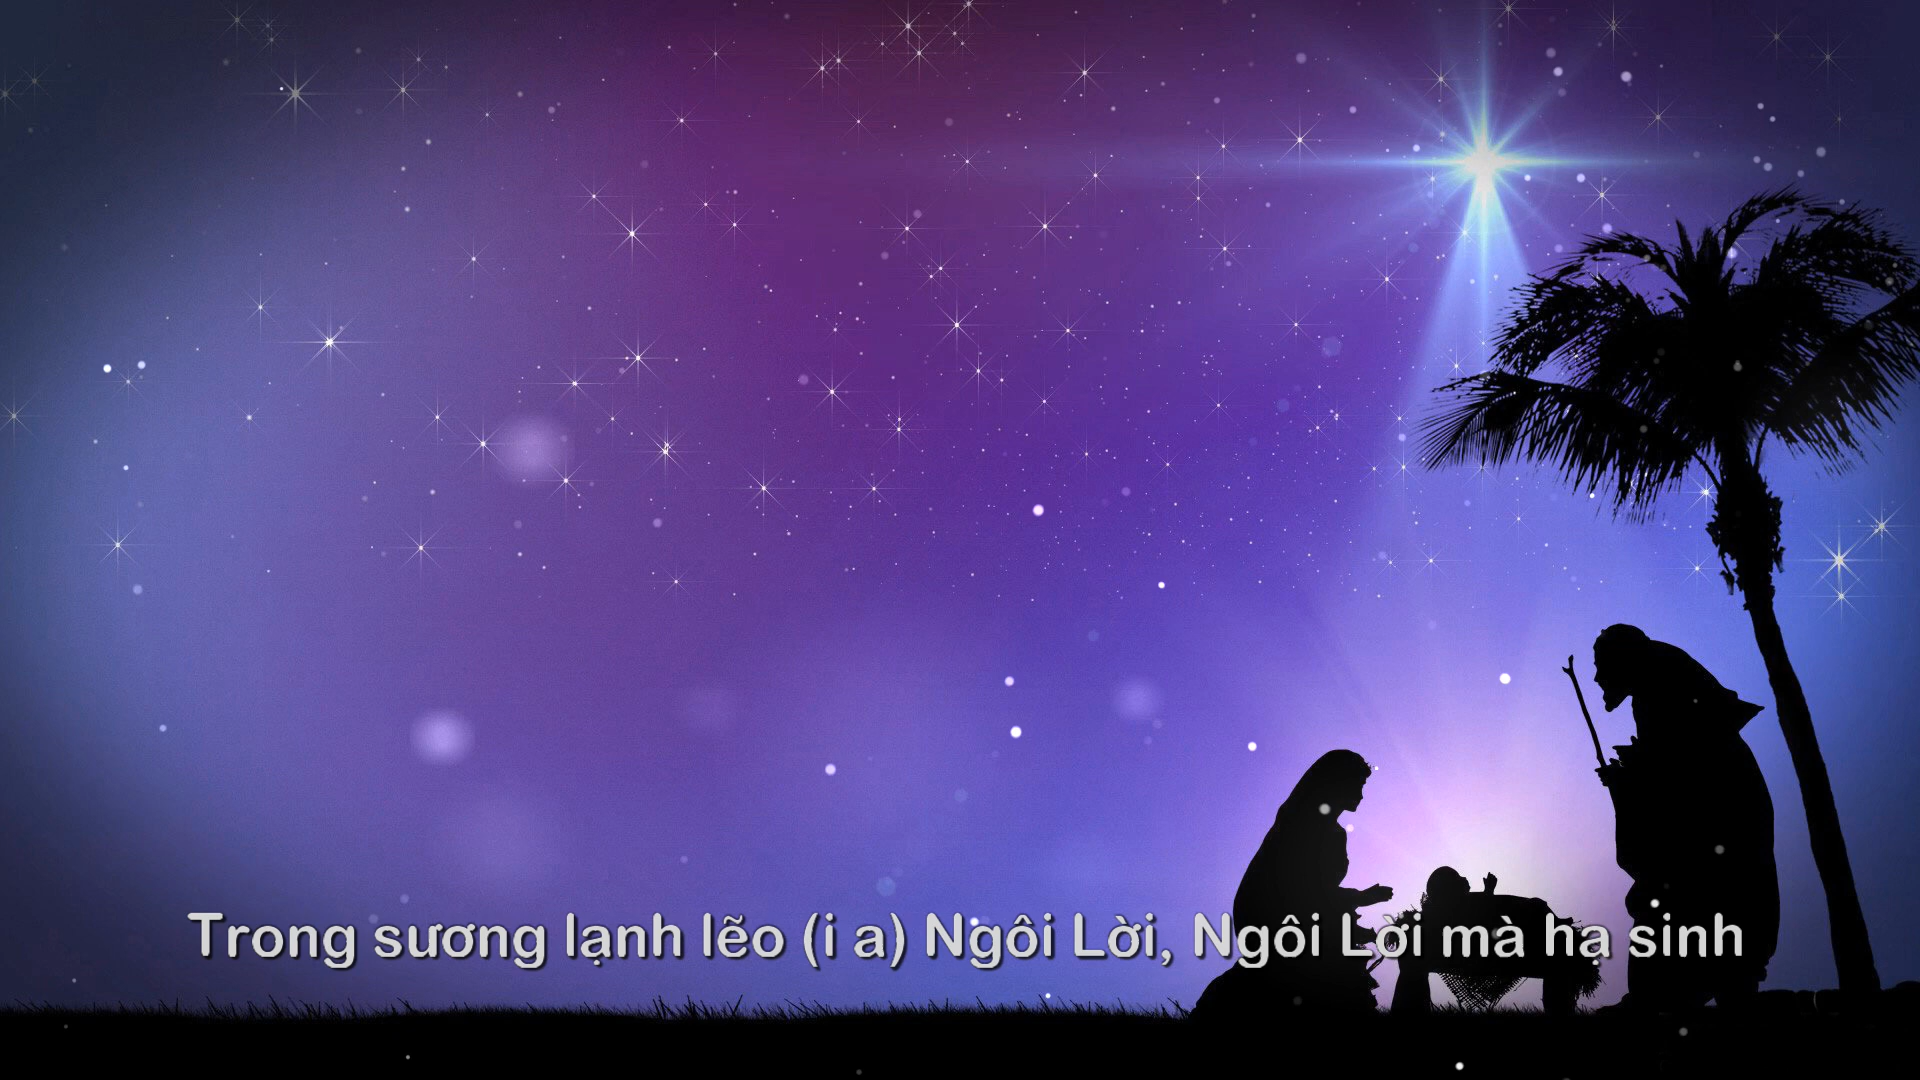 Trong sương lạnh lẽo (i a) Ngôi Lời, Ngôi Lời mà hạ sinh